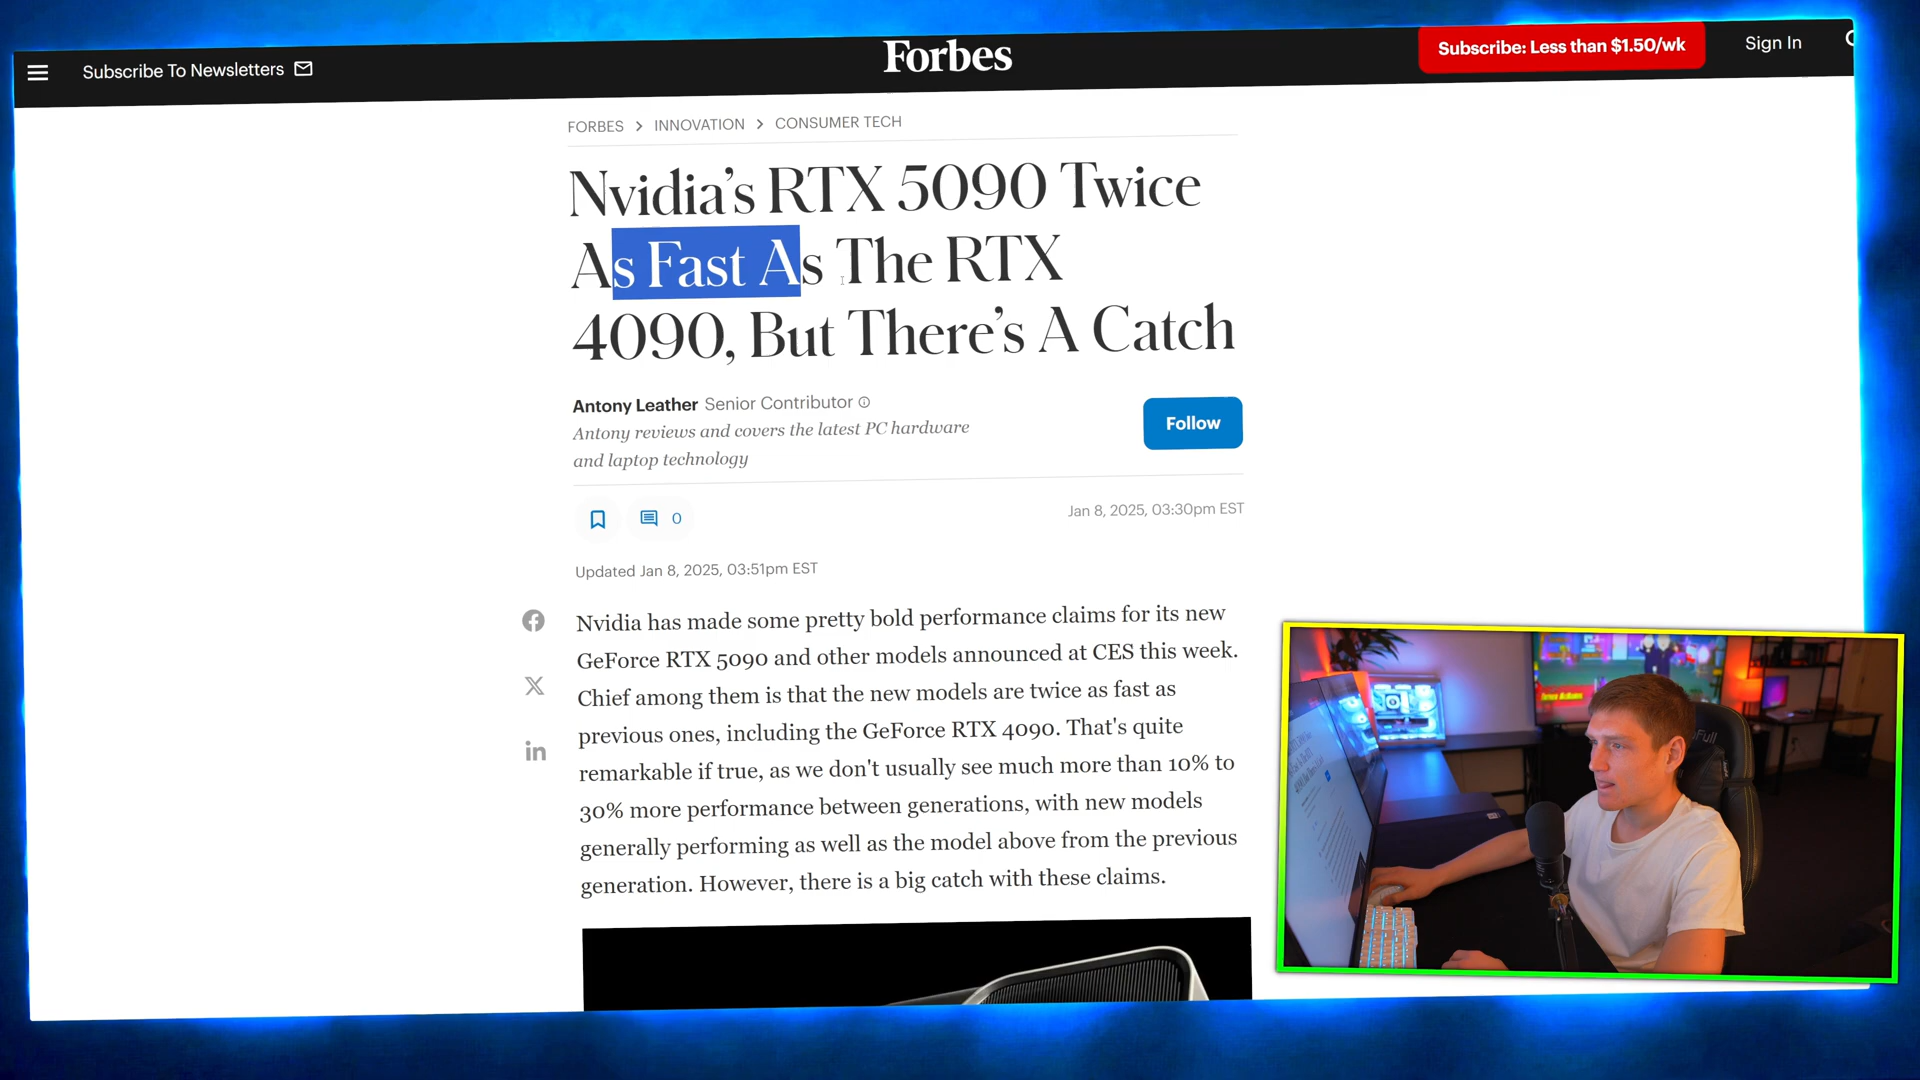 Subscribe To Newsletters
Forbes
Subscribe: Less than $1.50/wk
Sign In
FORBES > INNOVATION > CONSUMER TECH
Nvidia’s RTX 5090 Twice
As Fast As The RTX
4090, But There’s A Catch
Antony Leather Senior Contributor
Follow
Antony reviews and covers the latest PC hardware
and laptop technology
0
Jan 8, 2025, 03:30pm EST
Updated Jan 8, 2025, 03:51pm EST
Nvidia has made some pretty bold performance claims for its new
GeForce RTX 5090 and other models announced at CES this week.
Chief among them is that the new models are twice as fast as
previous ones, including the GeForce RTX 4090. That's quite
remarkable if true, as we don't usually see much more than 10% to
30% more performance between generations, with new models
generally performing as well as the model above from the previous
generation. However, there is a big catch with these claims.